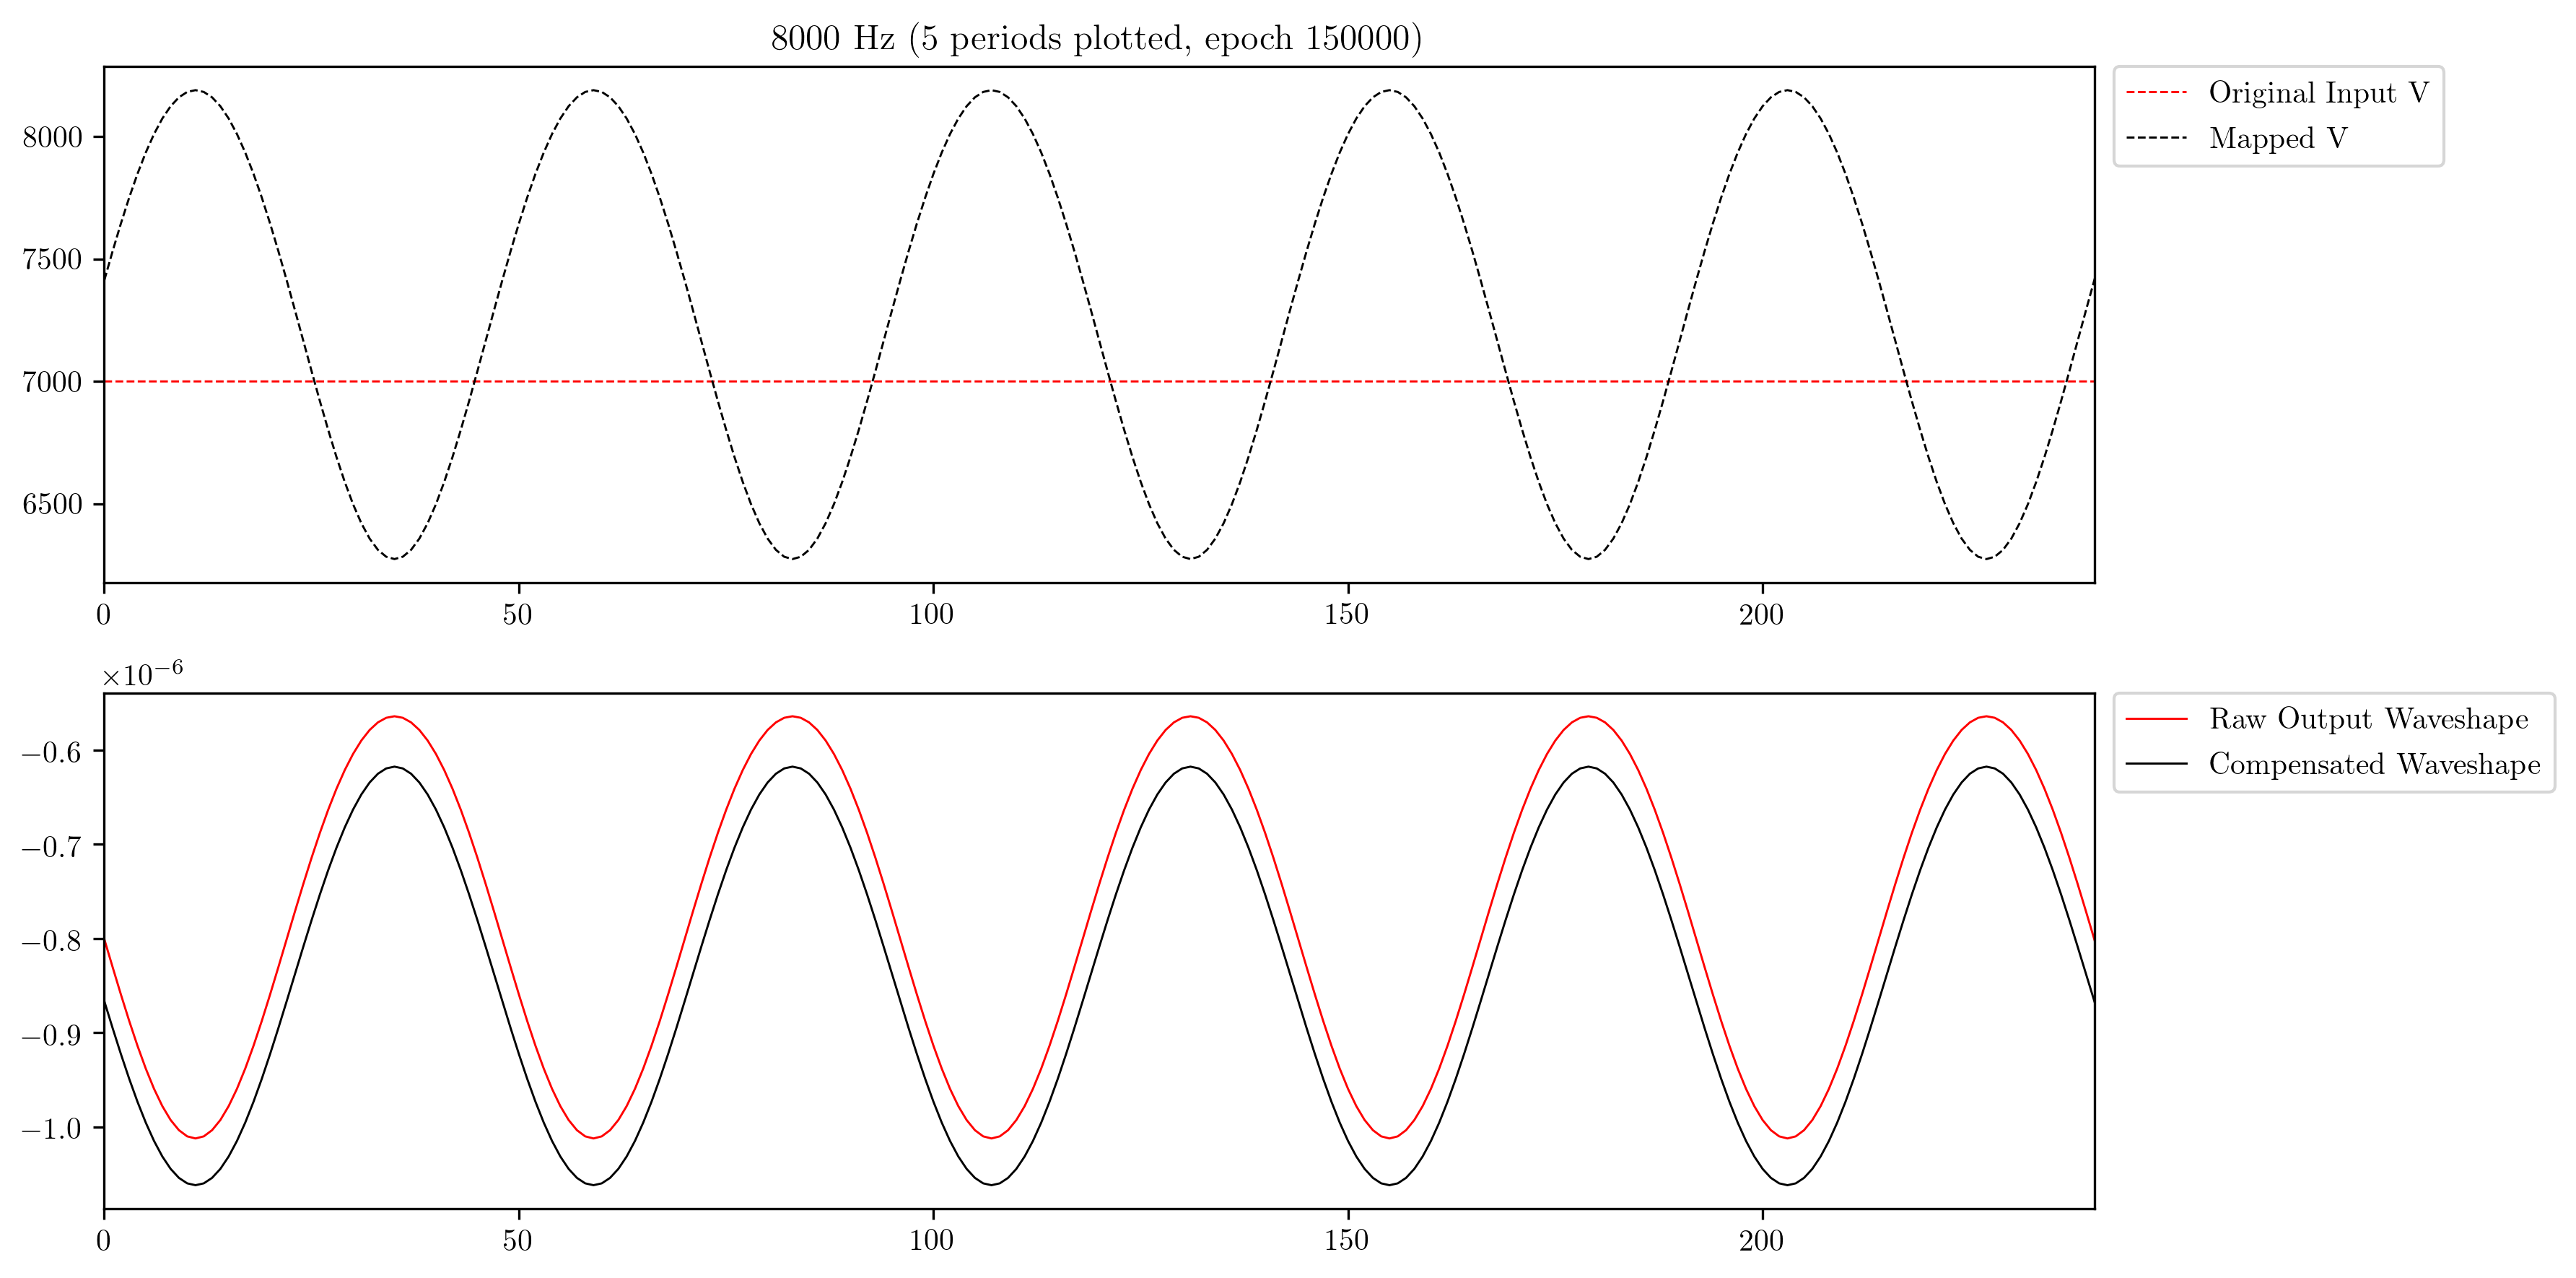 8000 Hz (5 periods plotted, epoch 150000)
Original Input V
Mapped V
8000
7500
7000
6500
0 50 100 150 200
×10⁻⁶
Raw Output Waveshape
Compensated Waveshape
−0.6
−0.7
−0.8
−0.9
−1.0
0 50 100 150 200